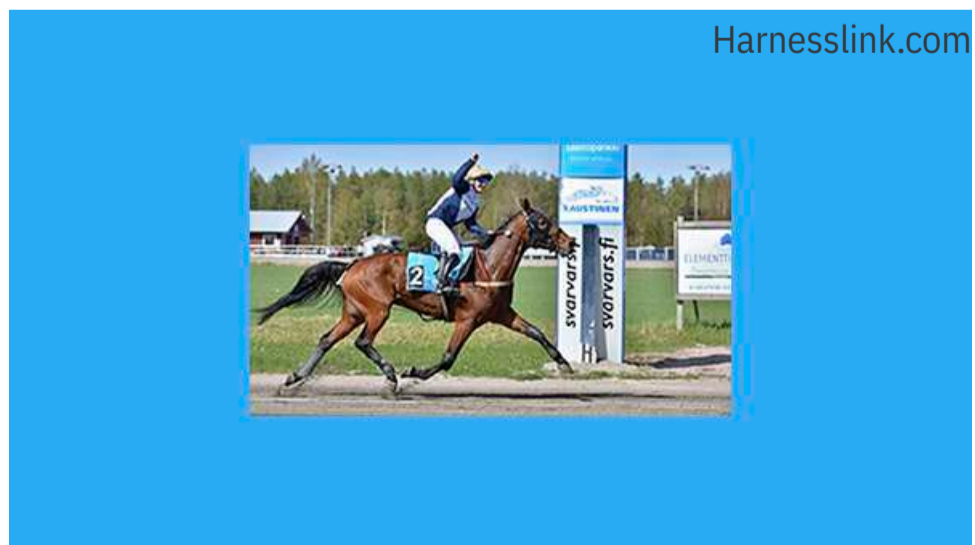 Harnesslink.com
KAUSTINEN
svarvars.fi
svarvars.fi
2
H
ELEMENTTI